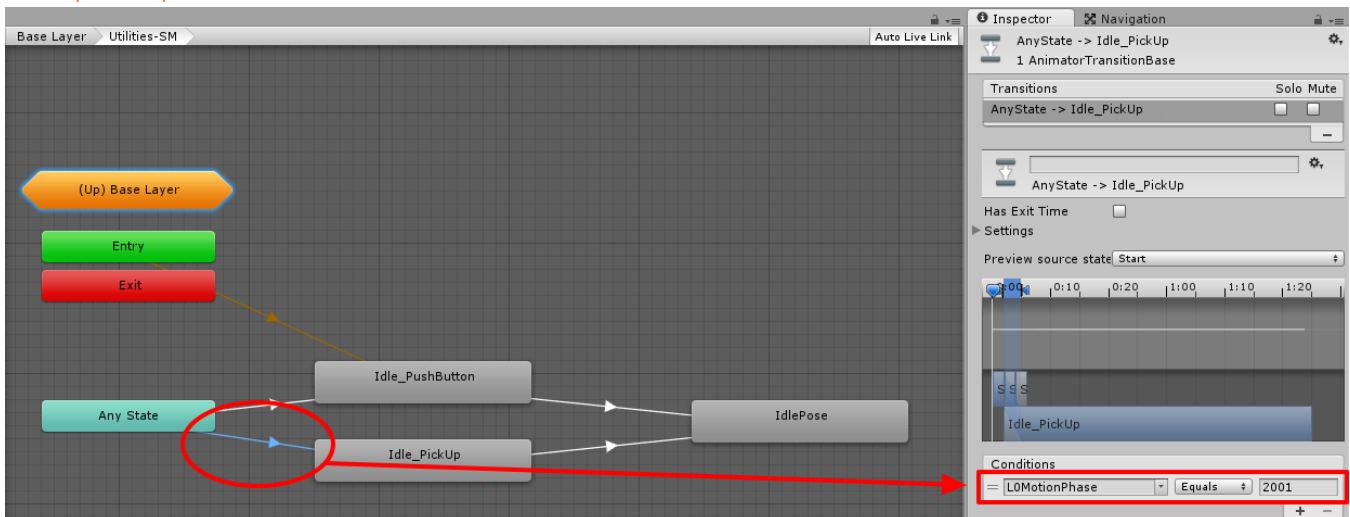 Base Layer Utilities-SM Auto Live Link
(Up) Base Layer
Entry
Exit
Idle_PushButton
Any State
IdlePose
Idle_PickUp
Inspector Navigation
AnyState -> Idle_PickUp
1 AnimatorTransitionBase
Transitions Solo Mute
AnyState -> Idle_PickUp
AnyState -> Idle_PickUp
Has Exit Time
Settings
Preview source state Start
0:00 0:10 0:20 1:00 1:10 1:20
S S S
Idle_PickUp
Conditions
L0MotionPhase Equals 2001